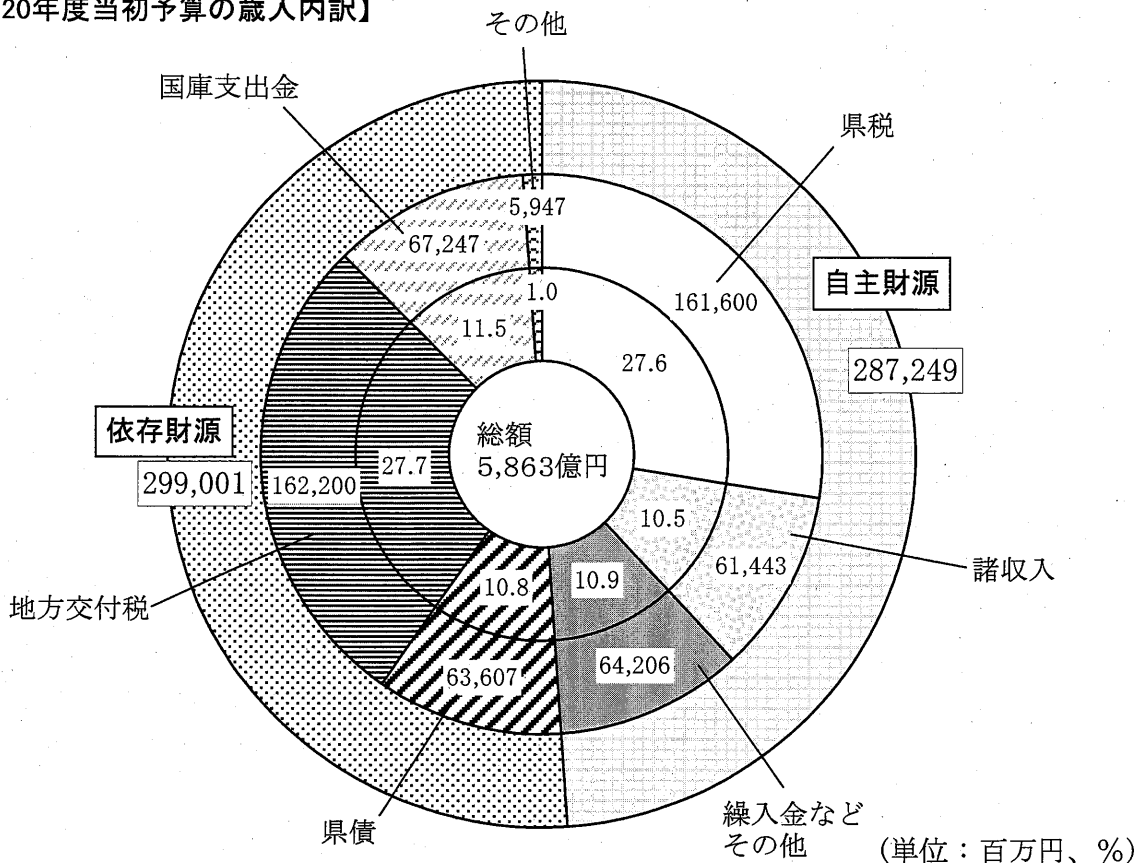 20年度当初予算の歳入内訳】
その他
国庫支出金
県税
5,947
67,247
161,600
自主財源
1.0
11.5
27.6
287,249
依存財源
総額
5,863億円
299,001
162,200
27.7
10.5
61,443
諸収入
10.8
10.9
地方交付税
63,607
64,206
県債
繰入金など
その他
(単位:百万円、%)